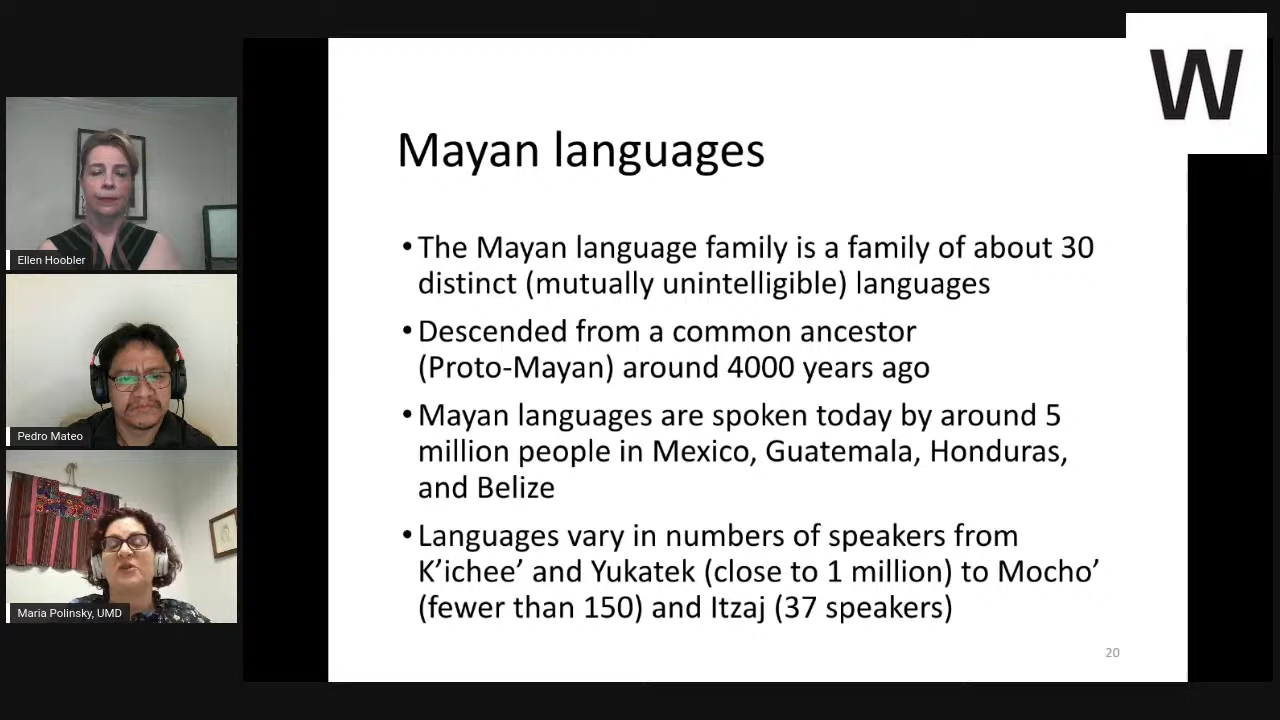 W
Mayan languages
•The Mayan language family is a family of about 30
distinct (mutually unintelligible) languages
•Descended from a common ancestor
(Proto-Mayan) around 4000 years ago
•Mayan languages are spoken today by around 5
million people in Mexico, Guatemala, Honduras,
and Belize
•Languages vary in numbers of speakers from
K’ichee’ and Yukatek (close to 1 million) to Mocho’
(fewer than 150) and Itzaj (37 speakers)
20
Ellen Hoobler
Pedro Mateo
Maria Polinsky, UMD